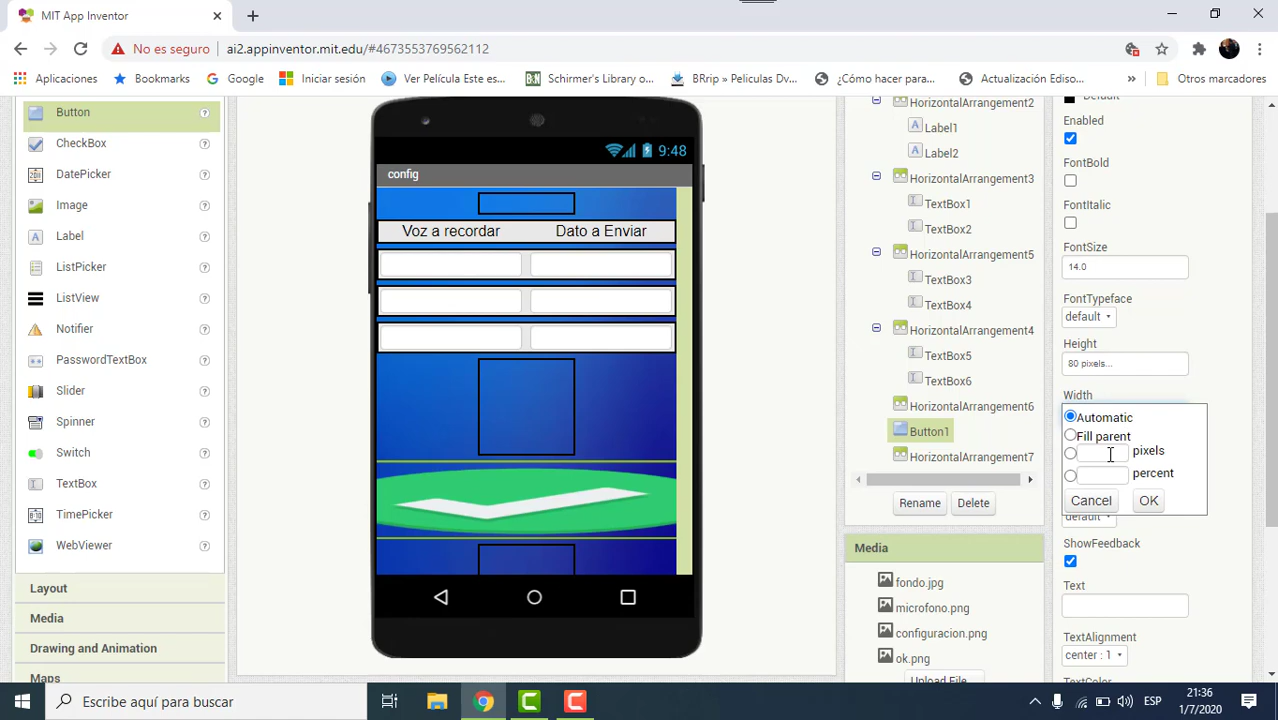 MIT App Inventor
No es seguro
ai2.appinventor.mit.edu/#4673553769562112
Aplicaciones
Bookmarks
Google
Iniciar sesión
Ver Película Este es...
Schirmer's Library o...
BRrip » Peliculas Dv...
¿Cómo hacer para...
Actualización Ediso...
»
Otros marcadores
Button
CheckBox
DatePicker
Image
Label
ListPicker
ListView
Notifier
PasswordTextBox
Slider
Spinner
Switch
TextBox
TimePicker
WebViewer
Layout
Media
Drawing and Animation
Maps
9:48
config
Voz a recordar
Dato a Enviar
HorizontalArrangement2
Label1
Label2
HorizontalArrangement3
TextBox1
TextBox2
HorizontalArrangement5
TextBox3
TextBox4
HorizontalArrangement4
TextBox5
TextBox6
HorizontalArrangement6
Button1
HorizontalArrangement7
Rename
Delete
Media
fondo.jpg
microfono.png
configuracion.png
ok.png
Upload File ...
Default
Enabled
FontBold
FontItalic
FontSize
14.0
FontTypeface
default
Height
80 pixels...
Width
Automatic
Fill parent
pixels
percent
Cancel
OK
default
ShowFeedback
Text
TextAlignment
center : 1
TextColor
Escribe aquí para buscar
ESP
21:36
1/7/2020